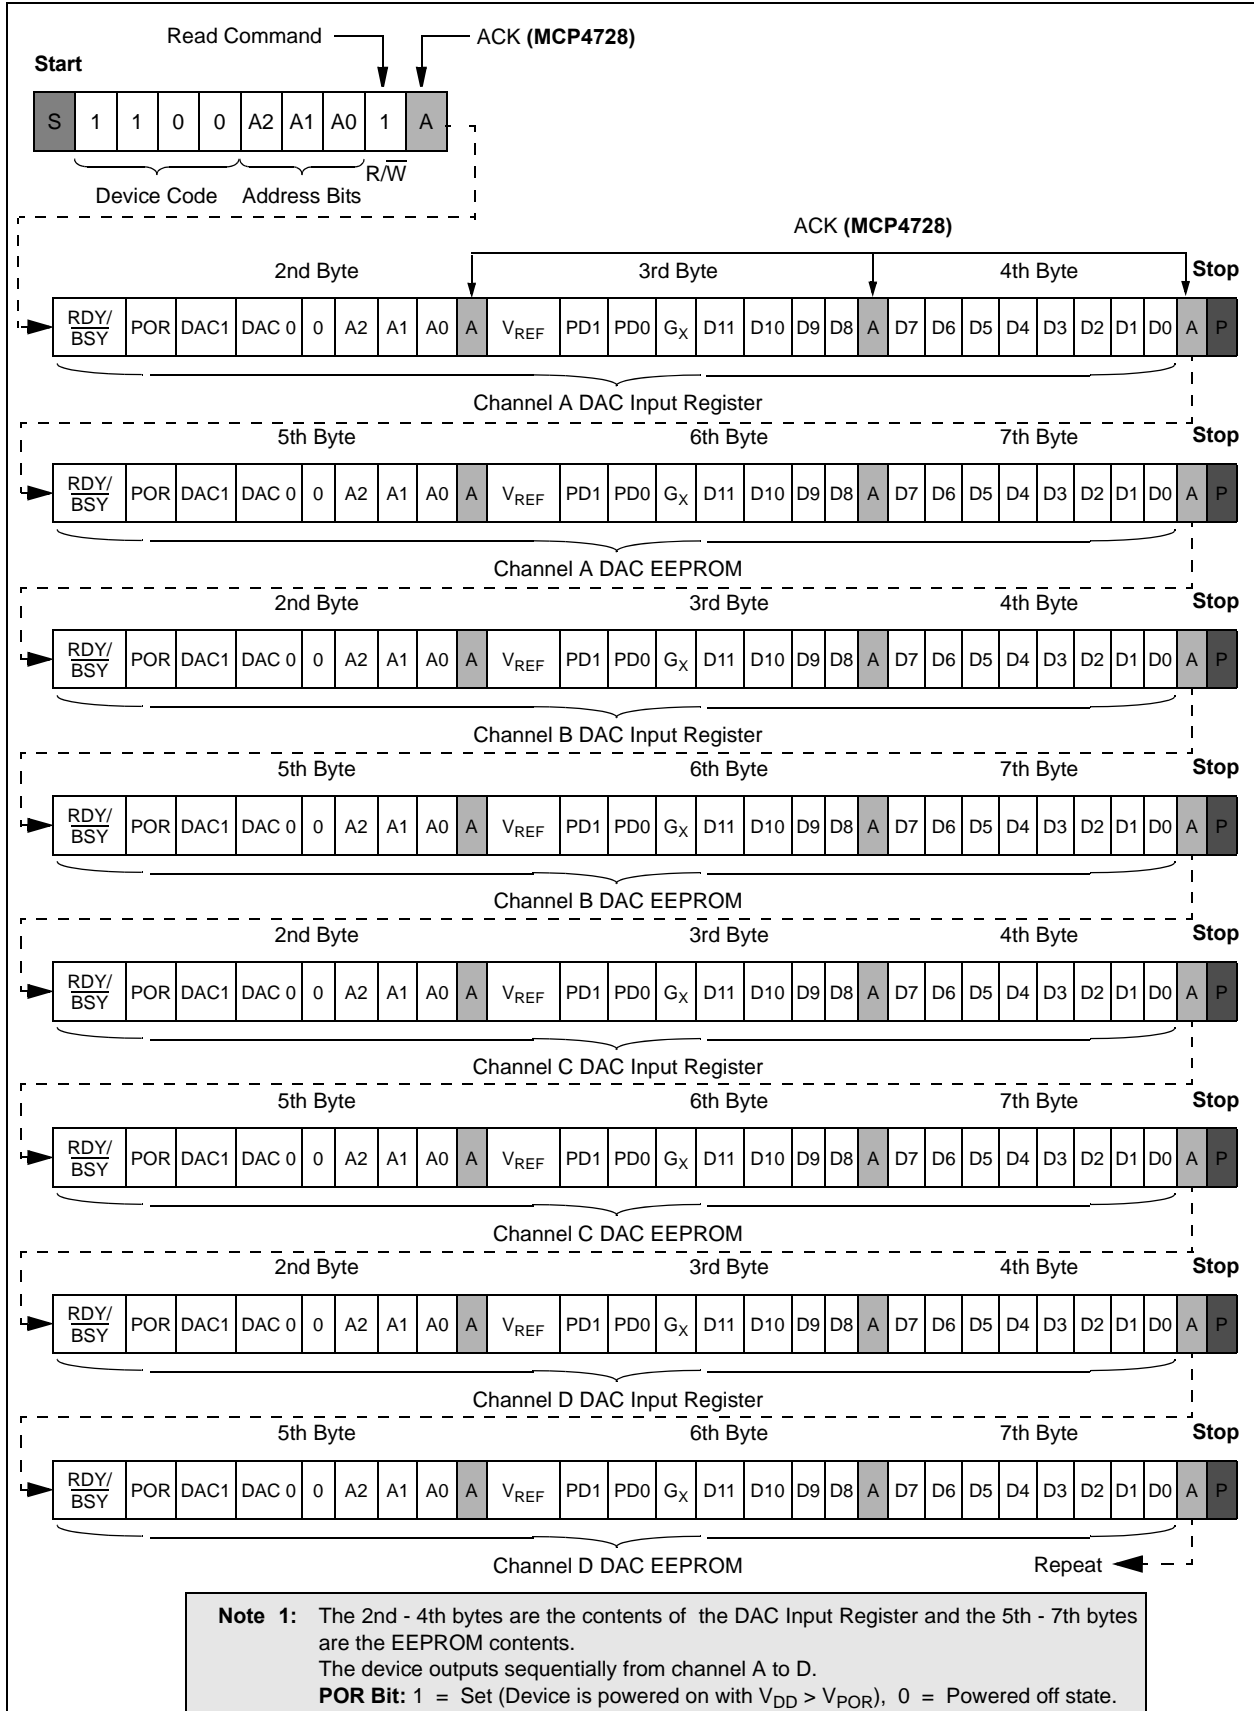 Read Command ACK (MCP4728)
Start
S 1 1 0 0 A2 A1 A0 1 A
R/W
Device Code Address Bits
ACK (MCP4728)
2nd Byte 3rd Byte 4th Byte Stop
RDY/BSY POR DAC1 DAC 0 0 A2 A1 A0 A VREF PD1 PD0 GX D11 D10 D9 D8 A D7 D6 D5 D4 D3 D2 D1 D0 A P
Channel A DAC Input Register
5th Byte 6th Byte 7th Byte Stop
RDY/BSY POR DAC1 DAC 0 0 A2 A1 A0 A VREF PD1 PD0 GX D11 D10 D9 D8 A D7 D6 D5 D4 D3 D2 D1 D0 A P
Channel A DAC EEPROM
2nd Byte 3rd Byte 4th Byte Stop
RDY/BSY POR DAC1 DAC 0 0 A2 A1 A0 A VREF PD1 PD0 GX D11 D10 D9 D8 A D7 D6 D5 D4 D3 D2 D1 D0 A P
Channel B DAC Input Register
5th Byte 6th Byte 7th Byte Stop
RDY/BSY POR DAC1 DAC 0 0 A2 A1 A0 A VREF PD1 PD0 GX D11 D10 D9 D8 A D7 D6 D5 D4 D3 D2 D1 D0 A P
Channel B DAC EEPROM
2nd Byte 3rd Byte 4th Byte Stop
RDY/BSY POR DAC1 DAC 0 0 A2 A1 A0 A VREF PD1 PD0 GX D11 D10 D9 D8 A D7 D6 D5 D4 D3 D2 D1 D0 A P
Channel C DAC Input Register
5th Byte 6th Byte 7th Byte Stop
RDY/BSY POR DAC1 DAC 0 0 A2 A1 A0 A VREF PD1 PD0 GX D11 D10 D9 D8 A D7 D6 D5 D4 D3 D2 D1 D0 A P
Channel C DAC EEPROM
2nd Byte 3rd Byte 4th Byte Stop
RDY/BSY POR DAC1 DAC 0 0 A2 A1 A0 A VREF PD1 PD0 GX D11 D10 D9 D8 A D7 D6 D5 D4 D3 D2 D1 D0 A P
Channel D DAC Input Register
5th Byte 6th Byte 7th Byte Stop
RDY/BSY POR DAC1 DAC 0 0 A2 A1 A0 A VREF PD1 PD0 GX D11 D10 D9 D8 A D7 D6 D5 D4 D3 D2 D1 D0 A P
Channel D DAC EEPROM Repeat
Note 1: The 2nd - 4th bytes are the contents of the DAC Input Register and the 5th - 7th bytes
are the EEPROM contents.
The device outputs sequentially from channel A to D.
POR Bit: 1 = Set (Device is powered on with VDD > VPOR), 0 = Powered off state.